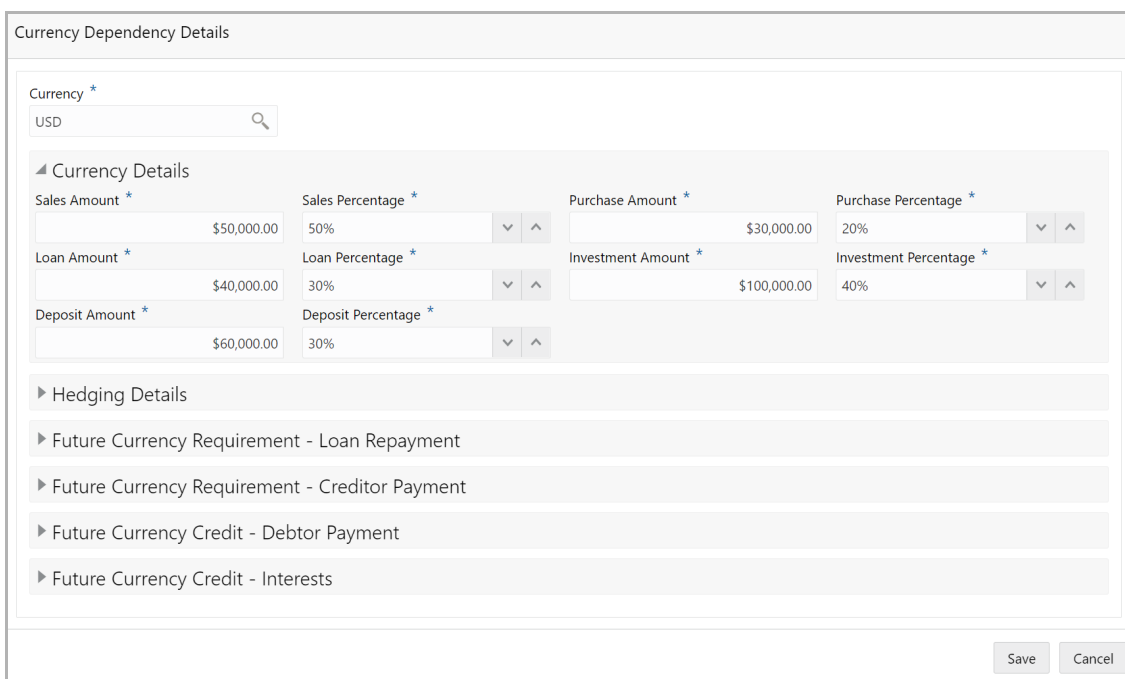 Currency Dependency Details
Currency *
USD
Currency Details
Sales Amount * Sales Percentage * Purchase Amount * Purchase Percentage *
$50,000.00 50% $30,000.00 20%
Loan Amount * Loan Percentage * Investment Amount * Investment Percentage *
$40,000.00 30% $100,000.00 40%
Deposit Amount * Deposit Percentage *
$60,000.00 30%
Hedging Details
Future Currency Requirement - Loan Repayment
Future Currency Requirement - Creditor Payment
Future Currency Credit - Debtor Payment
Future Currency Credit - Interests
Save Cancel